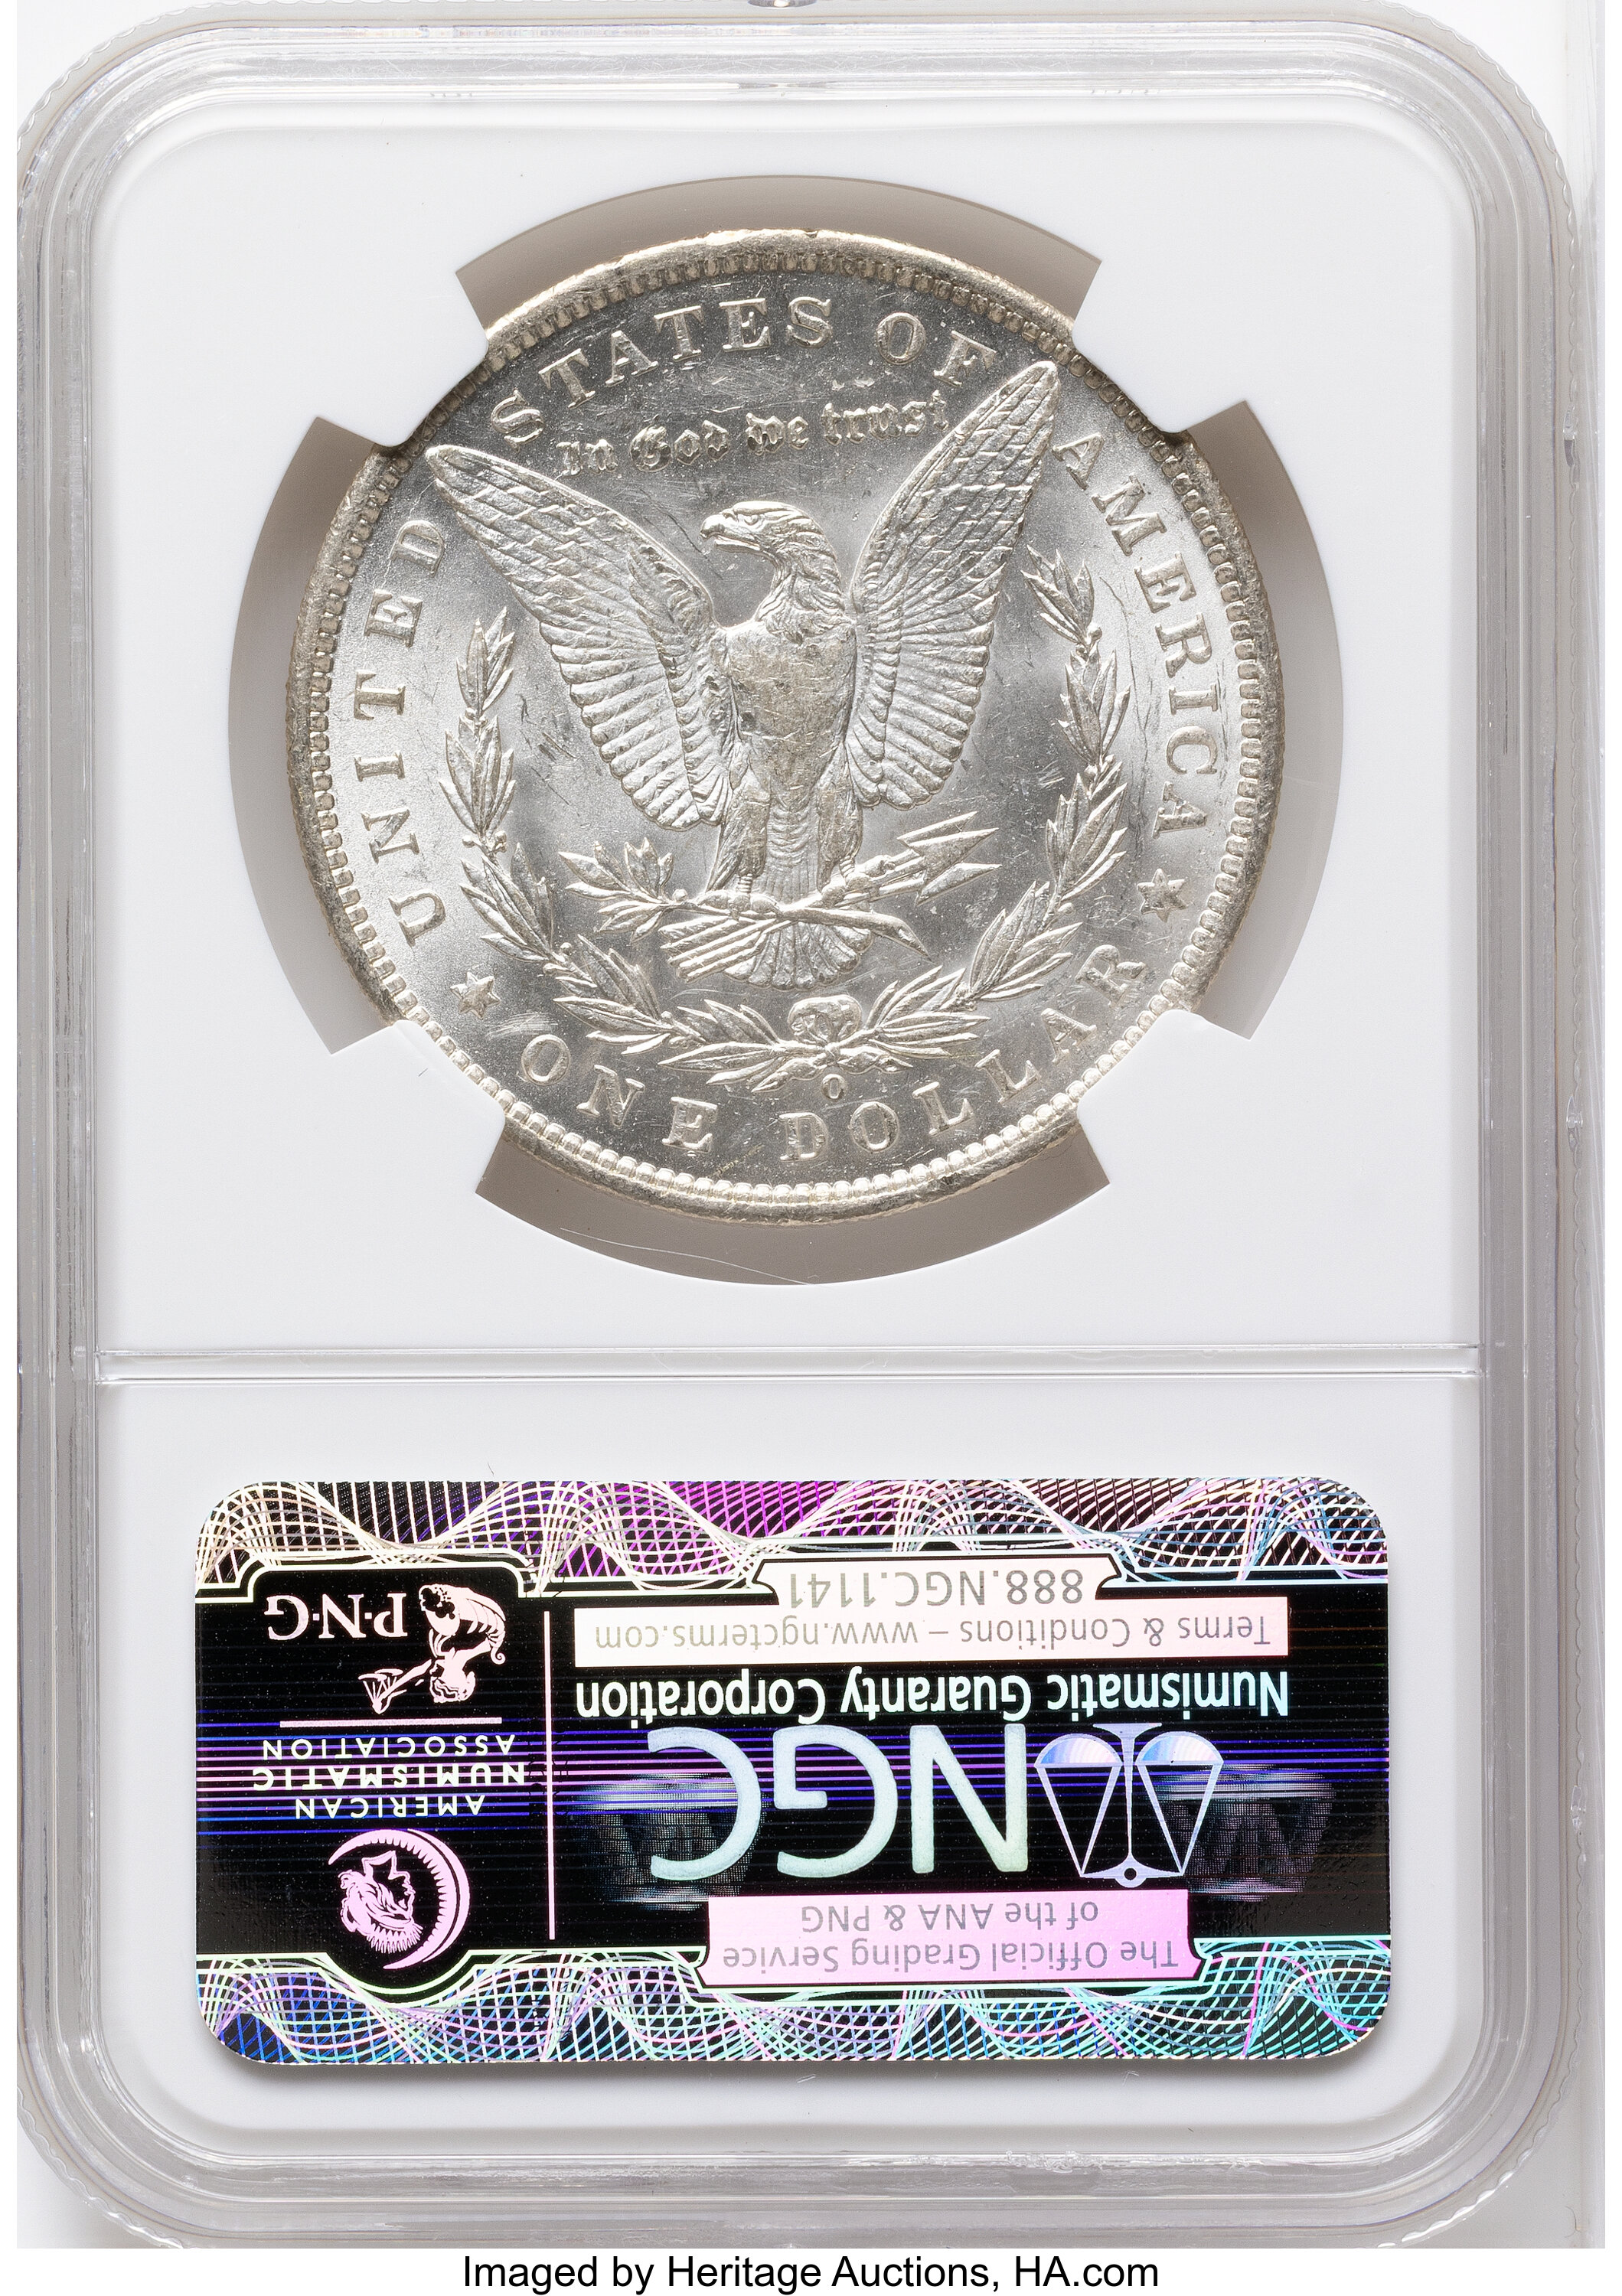 UNITED STATES OF AMERICA
In God we trust
O
ONE DOLLAR
The Official Grading Service
of the ANA & PNG
NGC
Numismatic Guaranty Corporation
Terms & Conditions – www.ngcterms.com
888.NGC.1141
AMERICAN
NUMISMATIC
ASSOCIATION
P·N·G
Imaged by Heritage Auctions, HA.com